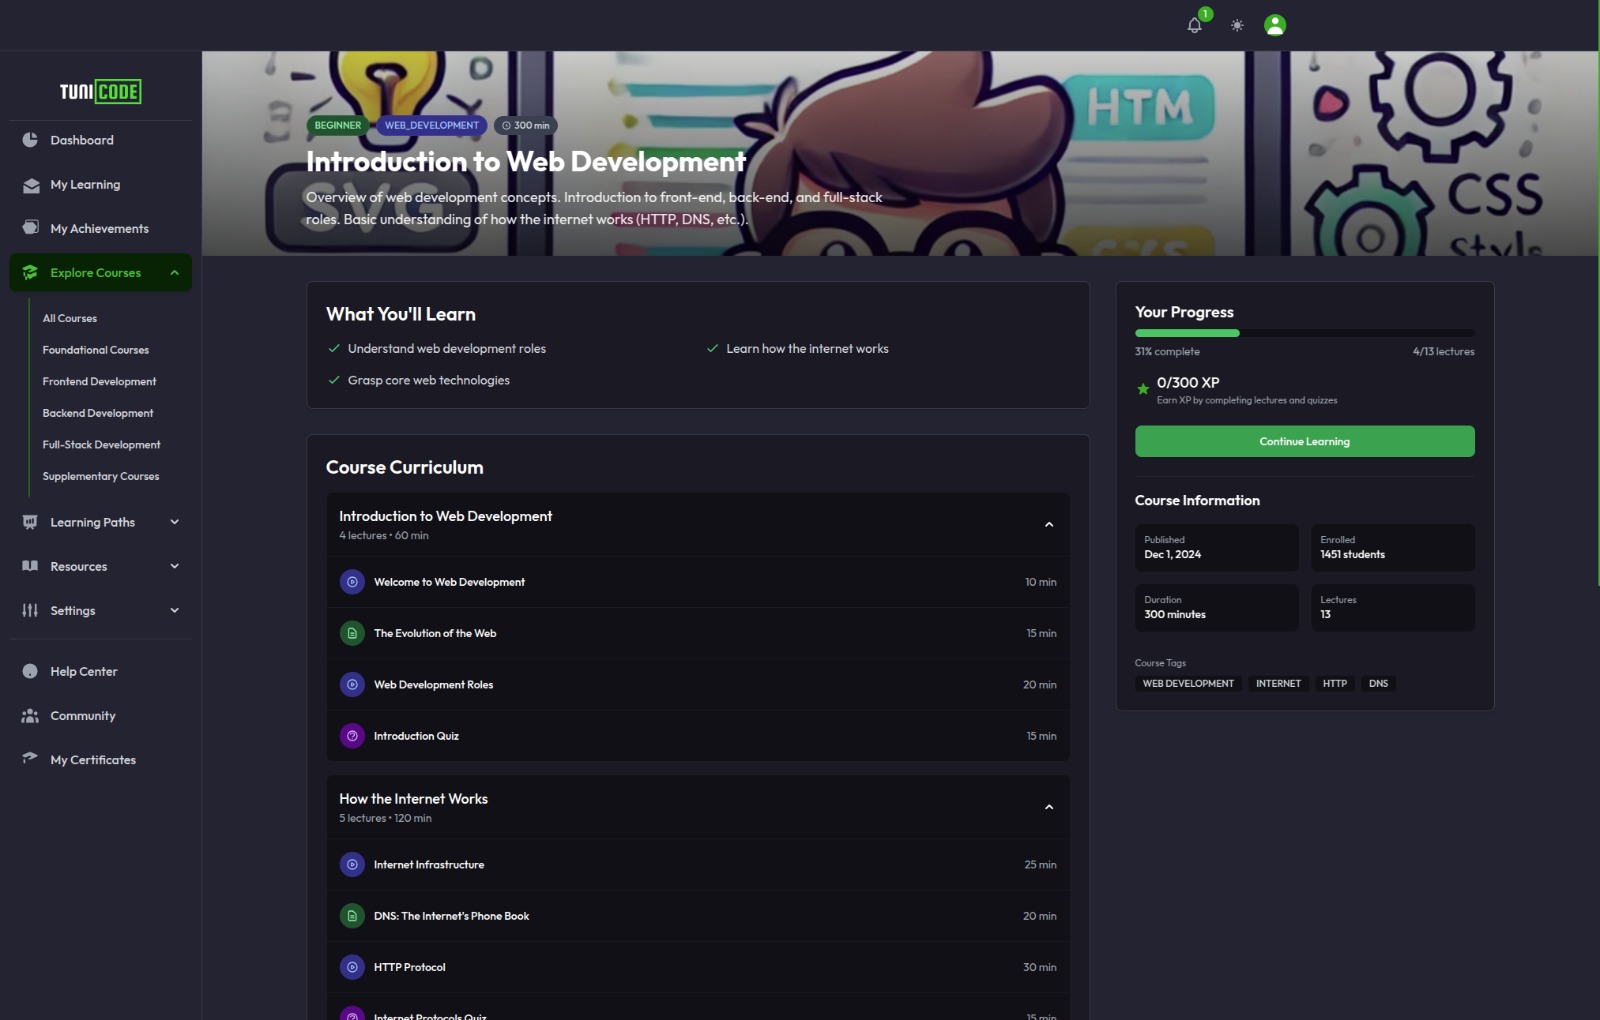 1
TUNICODE
Dashboard
My Learning
My Achievements
Explore Courses
All Courses
Foundational Courses
Frontend Development
Backend Development
Full-Stack Development
Supplementary Courses
Learning Paths
Resources
Settings
Help Center
Community
My Certificates
HTM
SVG
CSS
BEGINNER WEB_DEVELOPMENT 300 min
Introduction to Web Development
Overview of web development concepts. Introduction to front-end, back-end, and full-stack
roles. Basic understanding of how the internet works (HTTP, DNS, etc.).
What You'll Learn
Understand web development roles
Learn how the internet works
Grasp core web technologies
Course Curriculum
Introduction to Web Development
4 lectures • 60 min
Welcome to Web Development 10 min
The Evolution of the Web 15 min
Web Development Roles 20 min
Introduction Quiz 15 min
How the Internet Works
5 lectures • 120 min
Internet Infrastructure 25 min
DNS: The Internet's Phone Book 20 min
HTTP Protocol 30 min
Internet Protocols Quiz 15 min
Your Progress
31% complete 4/13 lectures
0/300 XP
Earn XP by completing lectures and quizzes
Continue Learning
Course Information
Published
Dec 1, 2024
Enrolled
1451 students
Duration
300 minutes
Lectures
13
Course Tags
WEB DEVELOPMENT INTERNET HTTP DNS